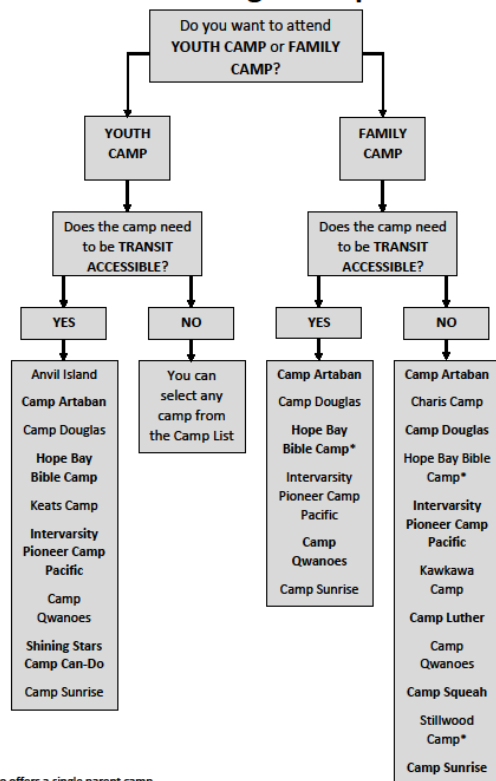 Do you want to attend
YOUTH CAMP or FAMILY
CAMP?
YOUTH
CAMP
FAMILY
CAMP
Does the camp need
to be TRANSIT
ACCESSIBLE?
Does the camp need
to be TRANSIT
ACCESSIBLE?
YES
NO
YES
NO
Anvil Island
Camp Artaban
Camp Douglas
Hope Bay
Bible Camp
Keats Camp
Intervarsity
Pioneer Camp
Pacific
Camp
Qwanoes
Shining Stars
Camp Can-Do
Camp Sunrise
You can
select any
camp from
the Camp List
Camp Artaban
Camp Douglas
Hope Bay
Bible Camp*
Intervarsity
Pioneer Camp
Pacific
Camp
Qwanoes
Camp Sunrise
Camp Artaban
Charis Camp
Camp Douglas
Hope Bay Bible
Camp*
Intervarsity
Pioneer Camp
Pacific
Kawkawa
Camp
Camp Luther
Camp
Qwanoes
Camp Squeah
Stillwood
Camp*
Camp Sunrise
offers a single parent camp